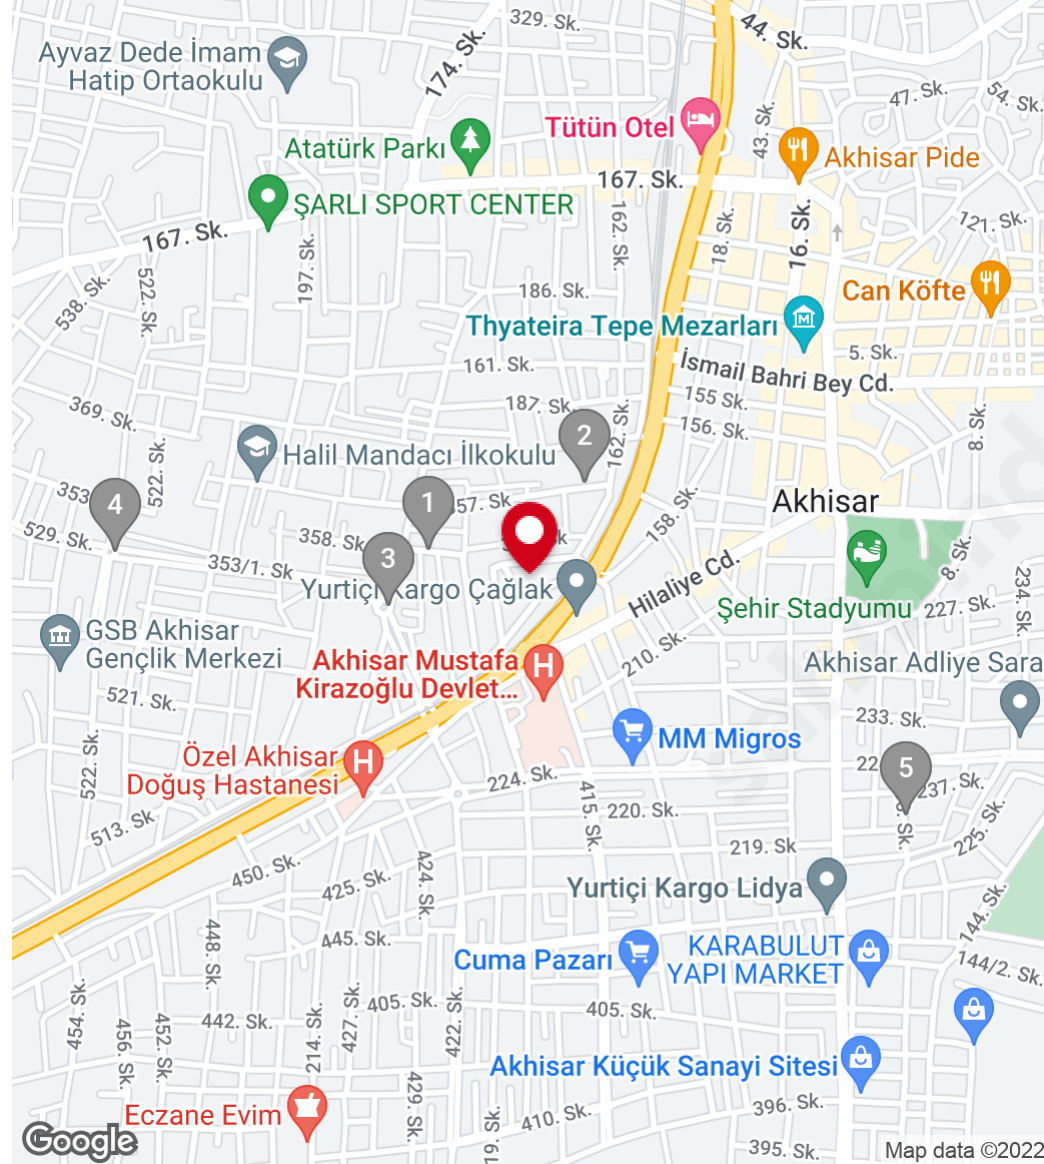 329. Sk.
44. Sk.
Ayvaz Dede İmam
Hatip Ortaokulu
174. Sk.
47. Sk.
54. Sk.
Tütün Otel
43. Sk.
Atatürk Parkı
Akhisar Pide
167. Sk.
ŞARLI SPORT CENTER
162. Sk.
18. Sk.
16. Sk.
121. Sk.
167. Sk.
197. Sk.
522. Sk.
538. Sk.
186. Sk.
Can Köfte
Thyateira Tepe Mezarları
5. Sk.
161. Sk.
İsmail Bahri Bey Cd.
155 Sk.
187. Sk.
369. Sk.
156. Sk.
8. Sk.
2
162. Sk.
Halil Mandacı İlkokulu
522. Sk.
353
4
1
357. Sk.
Akhisar
158. Sk.
529. Sk.
358. Sk.
353/1. Sk
3
8. Sk.
Yurtiçi Kargo Çağlak
Hilaliye Cd.
234. Sk.
Şehir Stadyumu
227. Sk.
GSB Akhisar
Gençlik Merkezi
Akhisar Mustafa
Kirazoğlu Devlet...
210. Sk.
Akhisar Adliye Sara
521. Sk.
233. Sk.
MM Migros
522. Sk.
Özel Akhisar
Doğuş Hastanesi
224. Sk.
5
237. Sk.
415. Sk.
220. Sk.
513. Sk
225. Sk.
219. Sk
450. Sk.
424. Sk.
425. Sk.
Yurtiçi Kargo Lidya
144. Sk.
448. Sk.
445. Sk.
Cuma Pazarı
KARABULUT
YAPI MARKET
144/2. Sk.
405. Sk.
405. Sk.
454. Sk.
456. Sk.
452. Sk.
442. Sk.
214. Sk.
427. Sk.
422. Sk.
Akhisar Küçük Sanayi Sitesi
429. Sk.
Eczane Evim
410. Sk.
396. Sk.
395. Sk.
Google
Map data ©2022